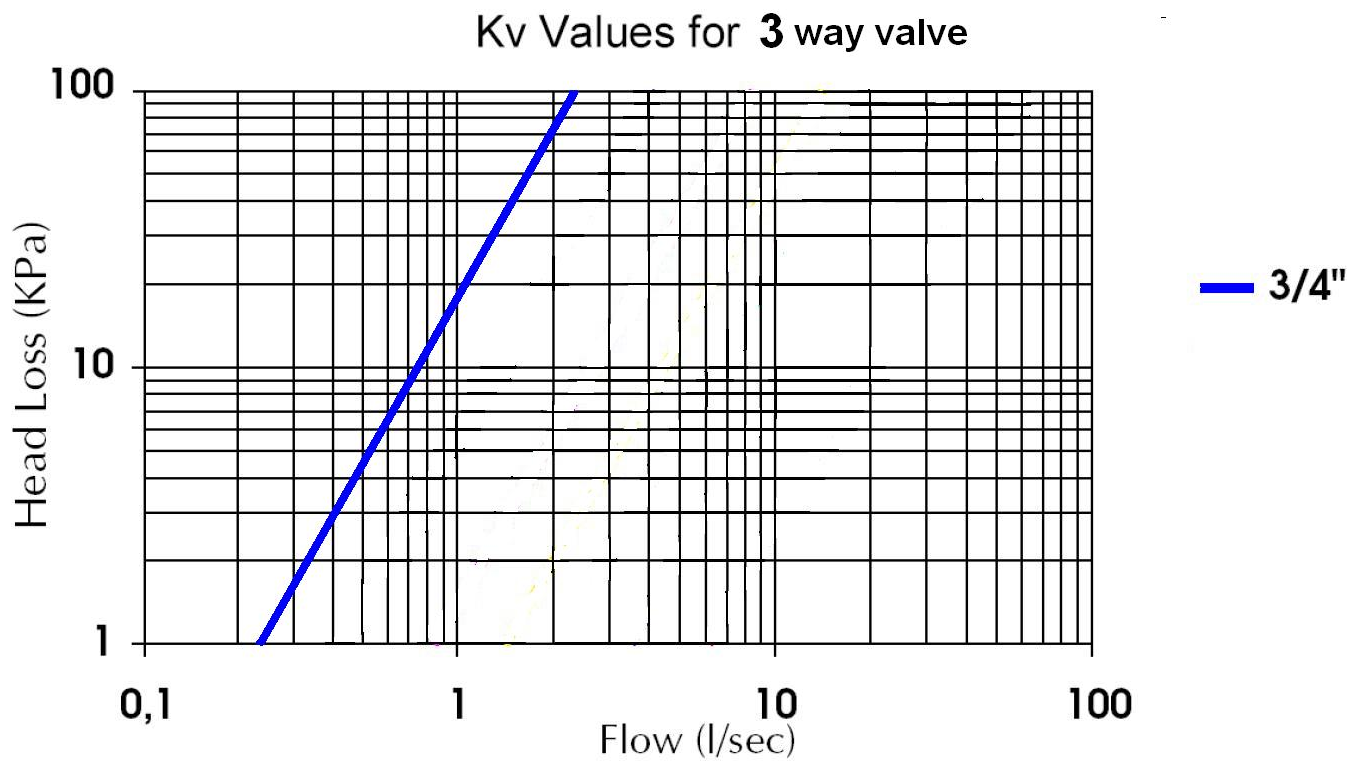 Kv Values for 3 way valve
100
10
1
Head Loss (KPa)
0,1 1 10 100
Flow (l/sec)
3/4"